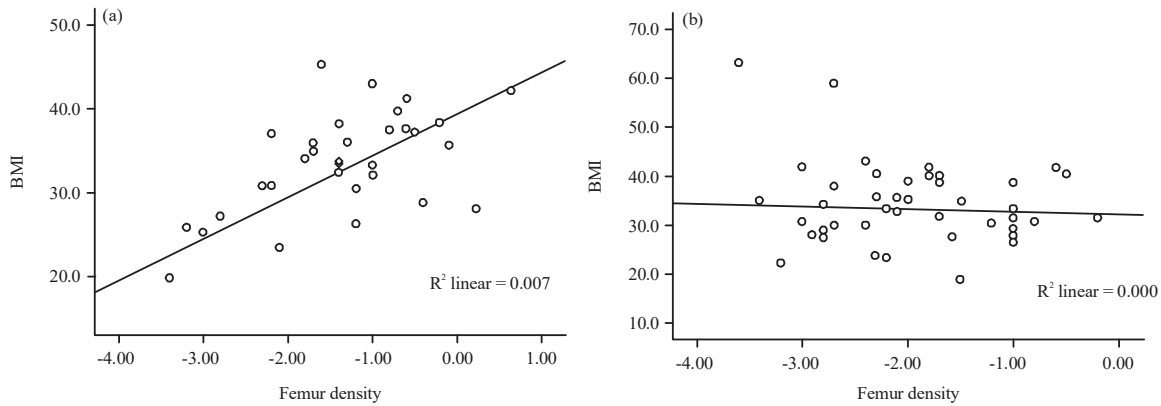 (a)
50.0
40.0
30.0
20.0
BMI
R² linear = 0.007
-4.00 -3.00 -2.00 -1.00 0.00 1.00
Femur density
(b)
70.0
60.0
50.0
40.0
30.0
20.0
10.0
BMI
R² linear = 0.000
-4.00 -3.00 -2.00 -1.00 0.00
Femur density